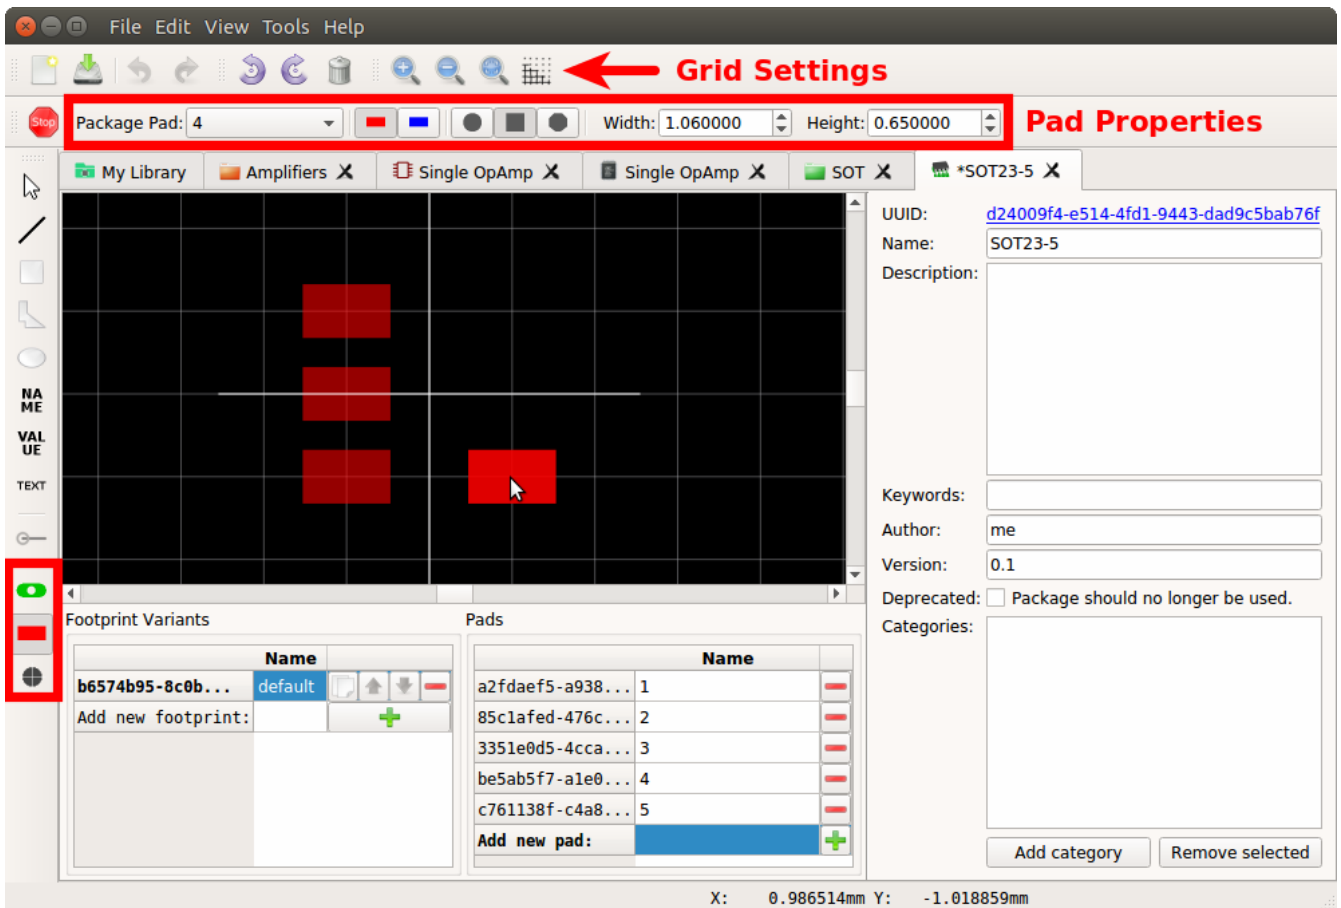 File Edit View Tools Help
Grid Settings
Stop Package Pad: 4 Width: 1.060000 Height: 0.650000 Pad Properties
My Library Amplifiers Single OpAmp Single OpAmp SOT *SOT23-5
UUID: d24009f4-e514-4fd1-9443-dad9c5bab76f
Name: SOT23-5
Description:
NA
ME
VAL
UE
TEXT
Keywords:
Author: me
Version: 0.1
Deprecated: Package should no longer be used.
Categories:
Footprint Variants
Name
b6574b95-8c0b... default
Add new footprint:
Pads
Name
a2fdaef5-a938... 1
85c1afed-476c... 2
3351e0d5-4cca... 3
be5ab5f7-a1e0... 4
c761138f-c4a8... 5
Add new pad:
Add category Remove selected
X: 0.986514mm Y: -1.018859mm